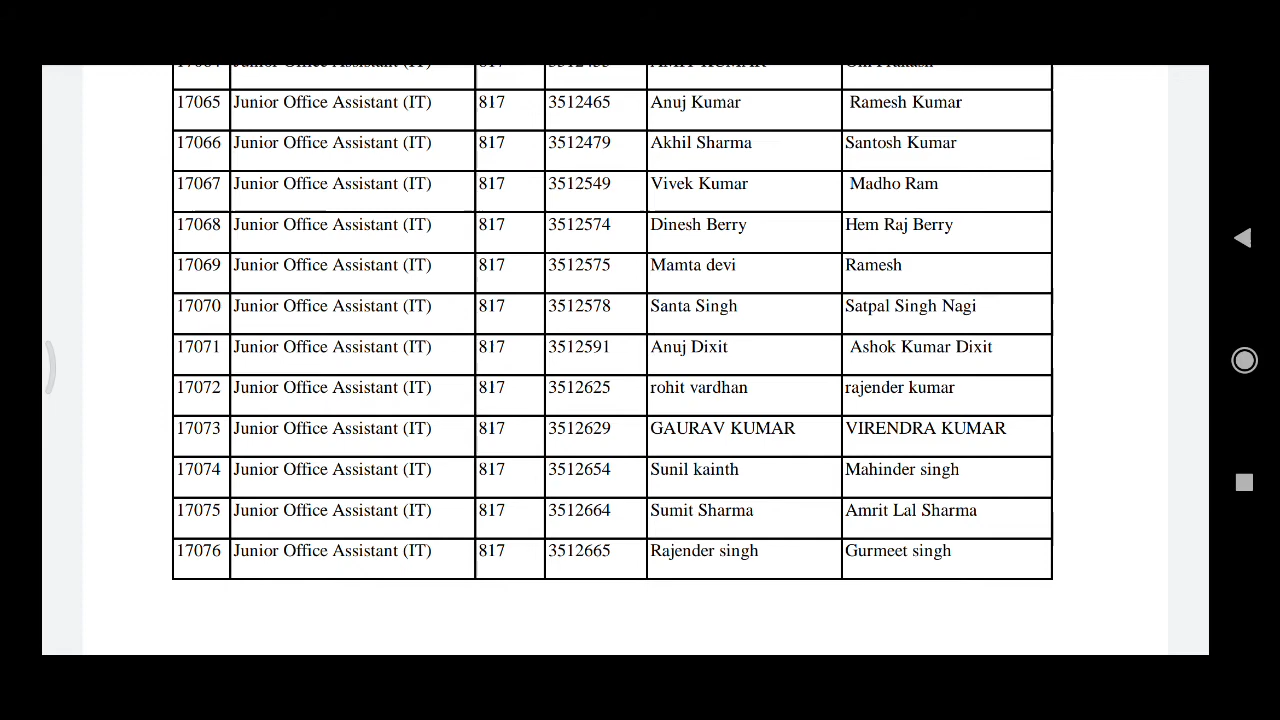 17065 Junior Office Assistant (IT) 817 3512465 Anuj Kumar Ramesh Kumar
17066 Junior Office Assistant (IT) 817 3512479 Akhil Sharma Santosh Kumar
17067 Junior Office Assistant (IT) 817 3512549 Vivek Kumar Madho Ram
17068 Junior Office Assistant (IT) 817 3512574 Dinesh Berry Hem Raj Berry
17069 Junior Office Assistant (IT) 817 3512575 Mamta devi Ramesh
17070 Junior Office Assistant (IT) 817 3512578 Santa Singh Satpal Singh Nagi
17071 Junior Office Assistant (IT) 817 3512591 Anuj Dixit Ashok Kumar Dixit
17072 Junior Office Assistant (IT) 817 3512625 rohit vardhan rajender kumar
17073 Junior Office Assistant (IT) 817 3512629 GAURAV KUMAR VIRENDRA KUMAR
17074 Junior Office Assistant (IT) 817 3512654 Sunil kainth Mahinder singh
17075 Junior Office Assistant (IT) 817 3512664 Sumit Sharma Amrit Lal Sharma
17076 Junior Office Assistant (IT) 817 3512665 Rajender singh Gurmeet singh